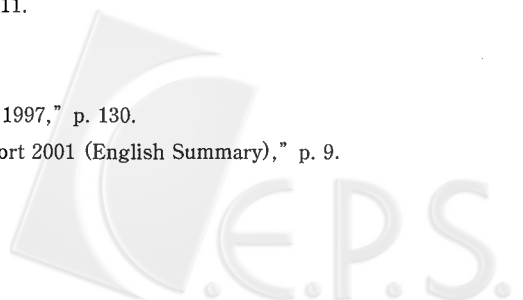 11.
1997,” p. 130.
ort 2001 (English Summary),” p. 9.
C.E.P.S.